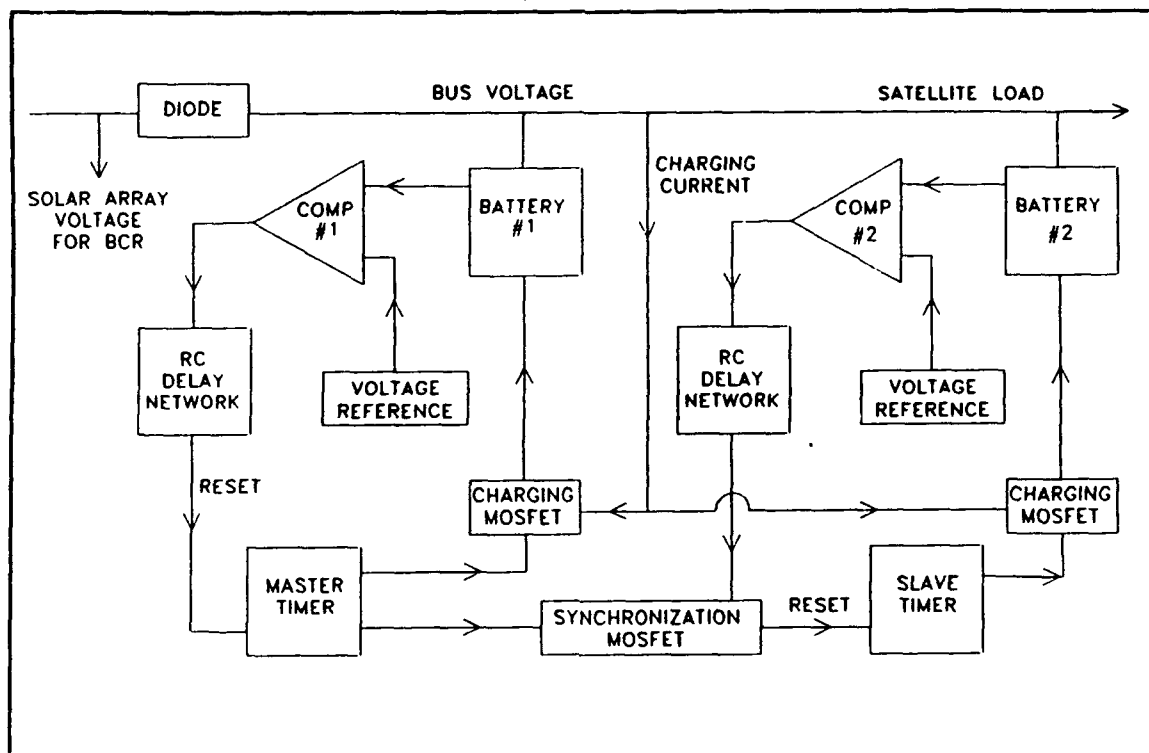 DIODE
BUS VOLTAGE
SATELLITE LOAD
SOLAR ARRAY
VOLTAGE
FOR BCR
COMP
#1
BATTERY
#1
CHARGING
CURRENT
COMP
#2
BATTERY
#2
RC
DELAY
NETWORK
VOLTAGE
REFERENCE
RC
DELAY
NETWORK
VOLTAGE
REFERENCE
RESET
CHARGING
MOSFET
CHARGING
MOSFET
MASTER
TIMER
SYNCHRONIZATION
MOSFET
RESET
SLAVE
TIMER